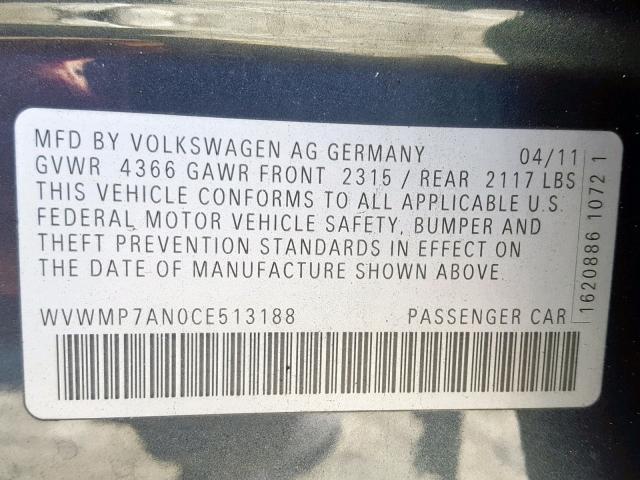 MFD BY VOLKSWAGEN AG GERMANY 04/11
GVWR 4366 GAWR FRONT 2315 / REAR 2117 LBS
THIS VEHICLE CONFORMS TO ALL APPLICABLE U.S.
FEDERAL MOTOR VEHICLE SAFETY, BUMPER AND
THEFT PREVENTION STANDARDS IN EFFECT ON
THE DATE OF MANUFACTURE SHOWN ABOVE.
WVWMP7AN0CE513188 PASSENGER CAR
1620886 1072 1